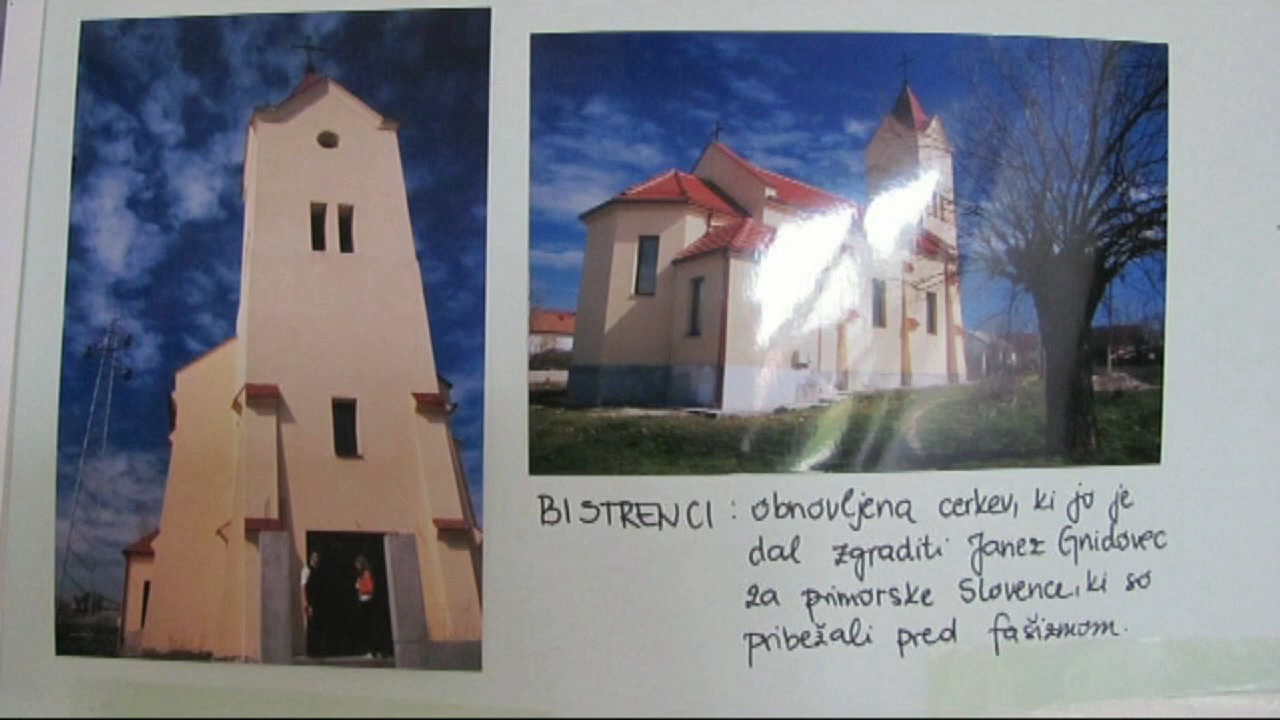 BISTRENCI : obnovljena cerkev, ki jo je
dal zgraditi Janez Gnidovec
za primorske Slovence, ki so
pribežali pred fašizmom.